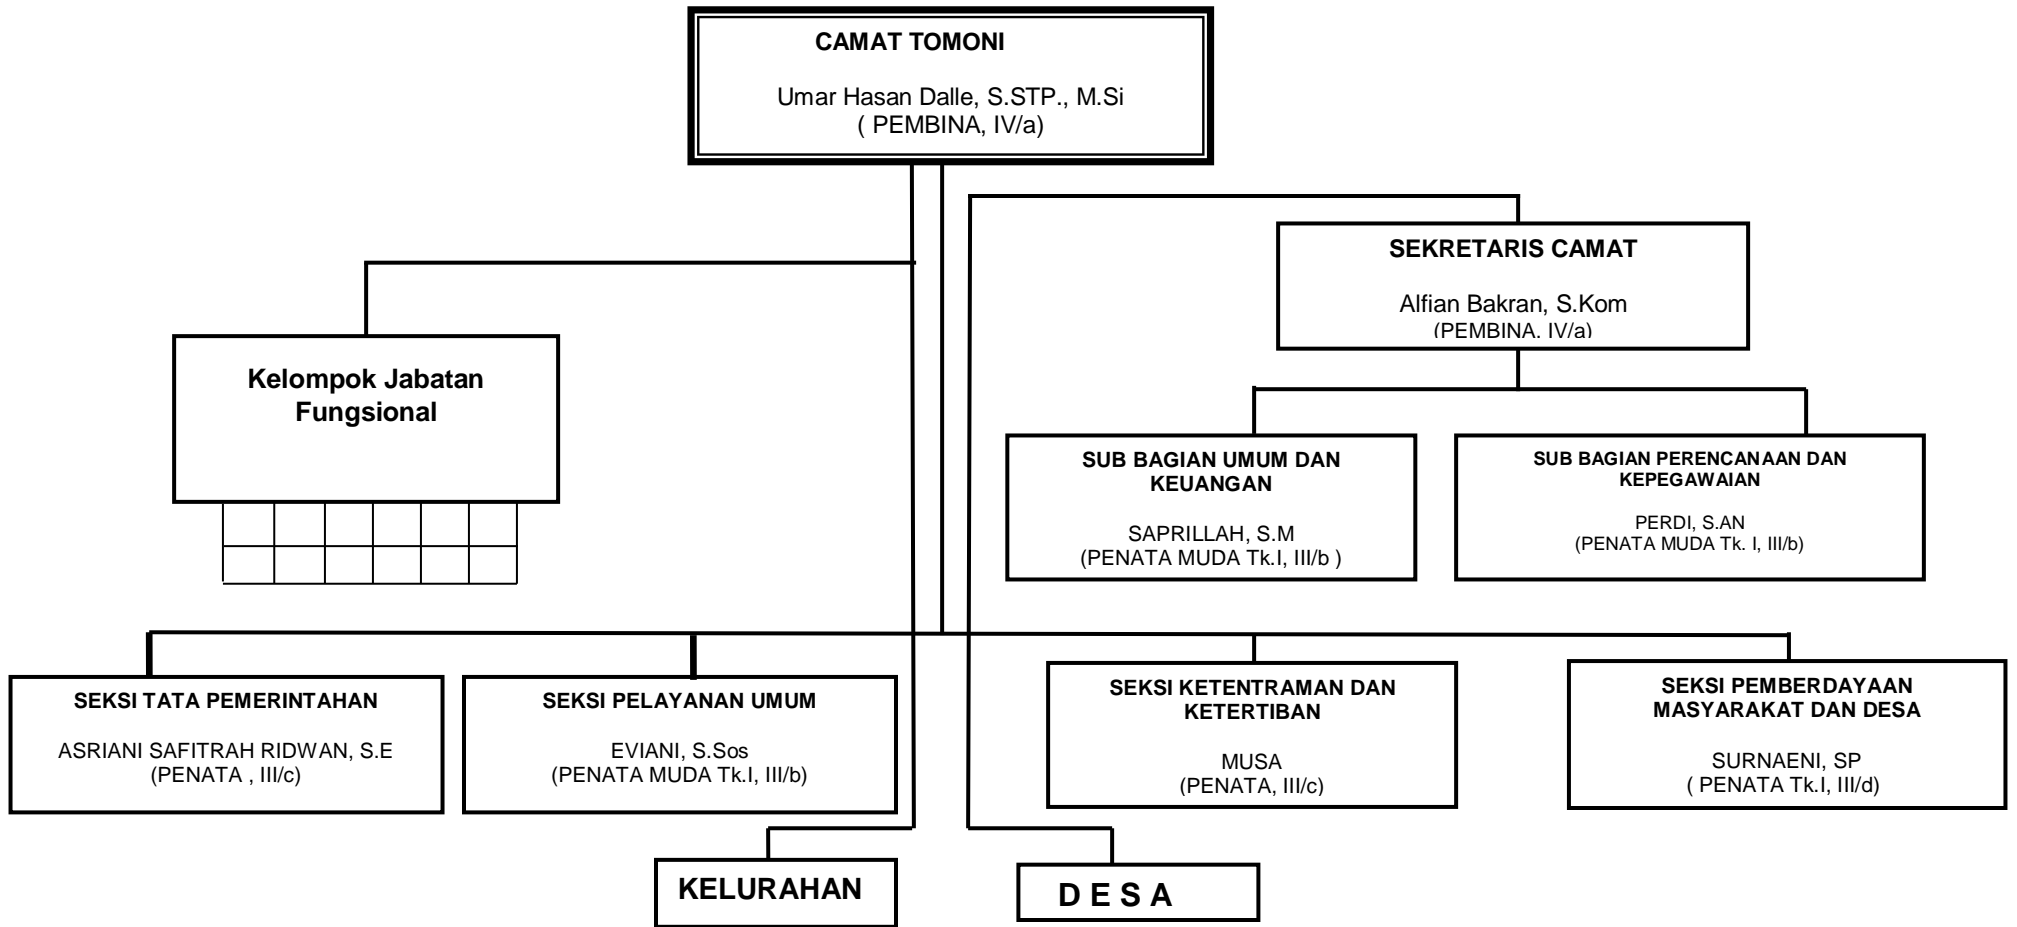 CAMAT TOMONI
Umar Hasan Dalle, S.STP., M.Si
( PEMBINA, IV/a)
SEKRETARIS CAMAT
Alfian Bakran, S.Kom
(PEMBINA. IV/a)
Kelompok Jabatan
Fungsional
SUB BAGIAN UMUM DAN
KEUANGAN
SAPRILLAH, S.M
(PENATA MUDA Tk.I, III/b )
SUB BAGIAN PERENCANAAN DAN
KEPEGAWAIAN
PERDI, S.AN
(PENATA MUDA Tk. I, III/b)
SEKSI TATA PEMERINTAHAN
ASRIANI SAFITRAH RIDWAN, S.E
(PENATA , III/c)
SEKSI PELAYANAN UMUM
EVIANI, S.Sos
(PENATA MUDA Tk.I, III/b)
SEKSI KETENTRAMAN DAN
KETERTIBAN
MUSA
(PENATA, III/c)
SEKSI PEMBERDAYAAN
MASYARAKAT DAN DESA
SURNAENI, SP
( PENATA Tk.I, III/d)
KELURAHAN
D E S A